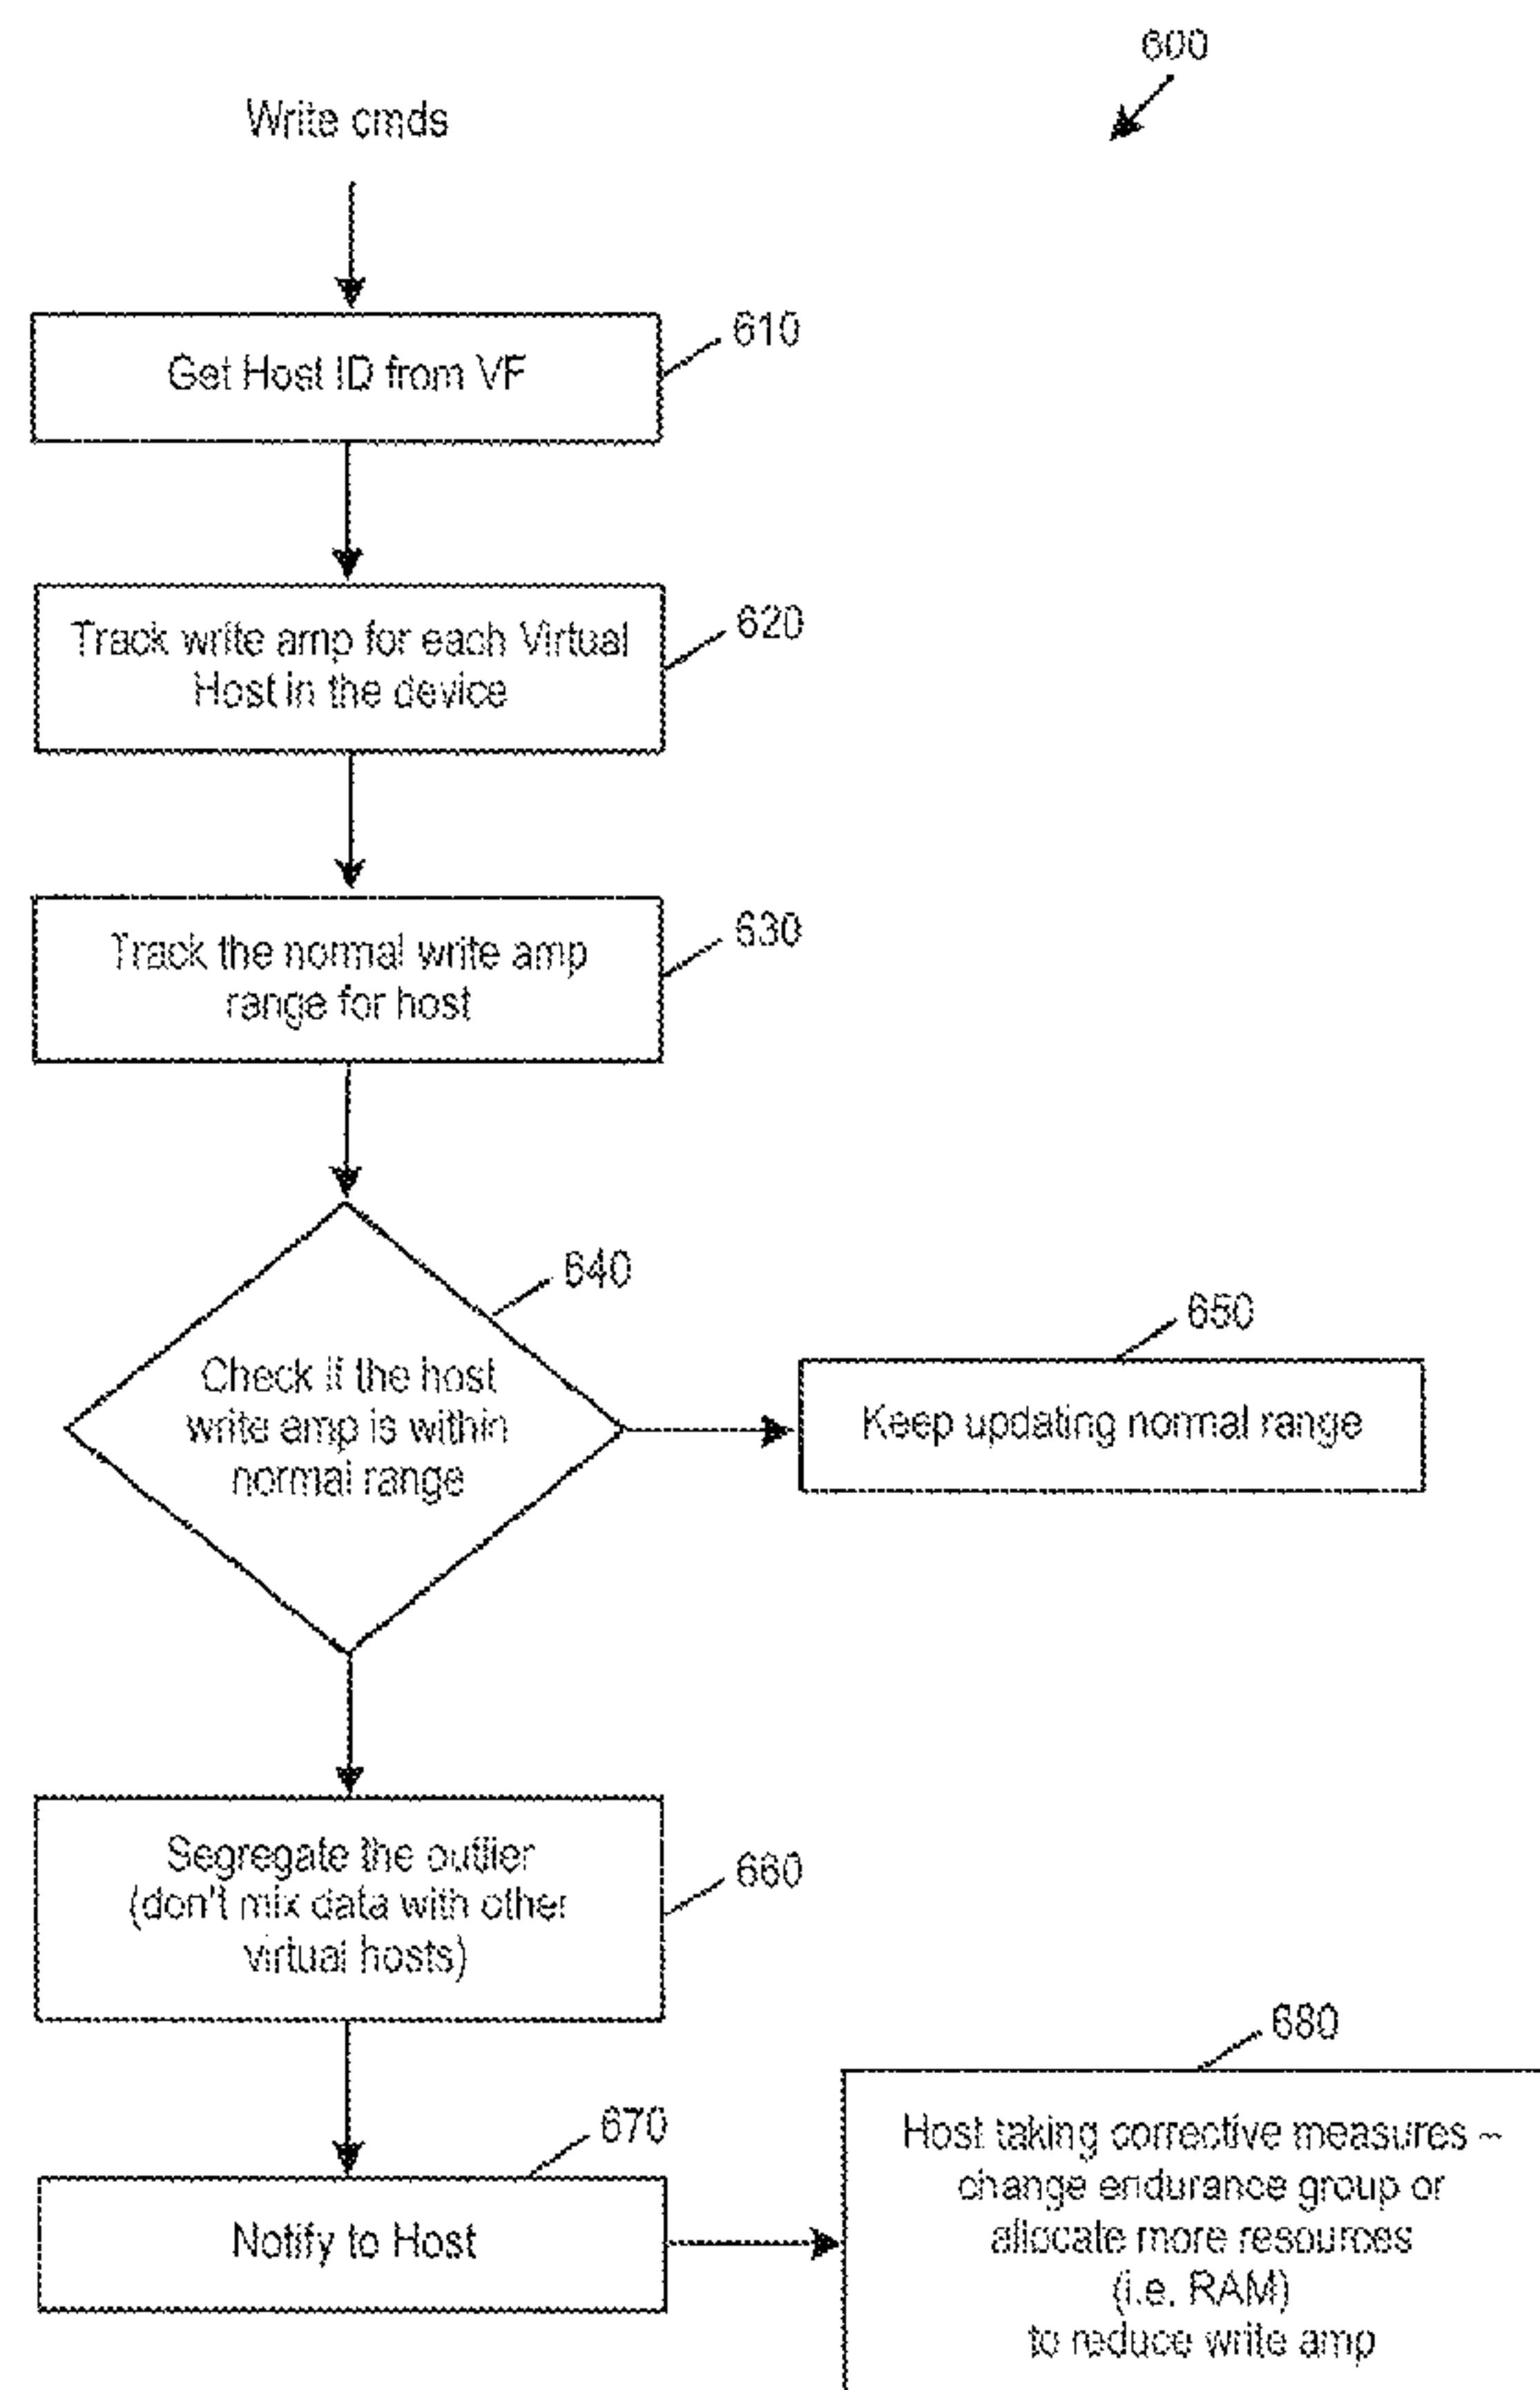 600
Write cmds
610
Get Host ID from VF
620
Track write amp for each Virtual
Host in the device
630
Track the normal write amp
range for host
640
Check if the host
write amp is within
normal range
650
Keep updating normal range
660
Segregate the outlier
(don't mix data with other
virtual hosts)
670
Notify to Host
680
Host taking corrective measures –
change endurance group or
allocate more resources
(i.e. RAM)
to reduce write amp